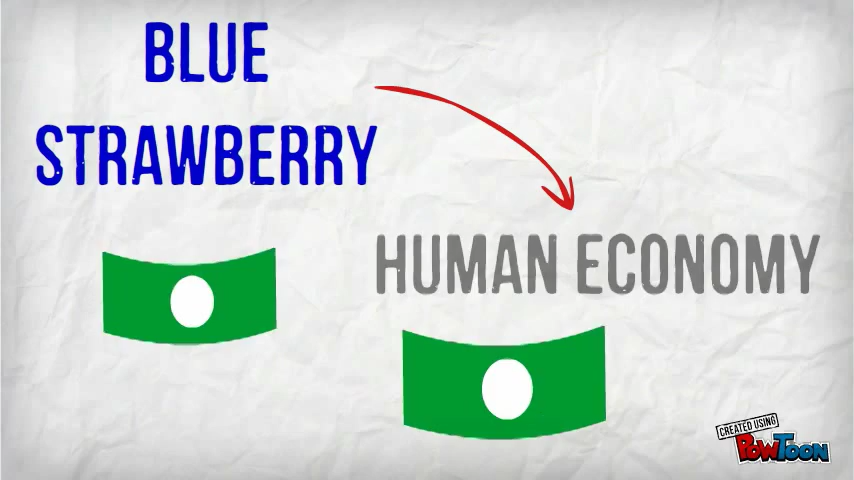 BLUE
STRAWBERRY
HUMAN ECONOMY
CREATED USING
POWTOON